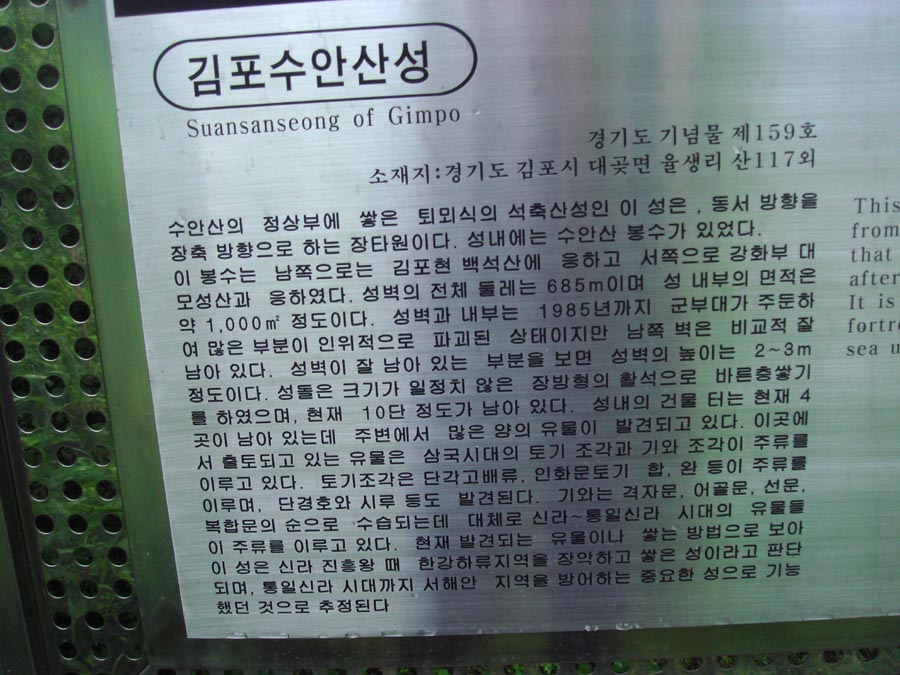 김포수안산성
Suansanseong of Gimpo
경기도 기념물 제159호
소재지:경기도 김포시 대곶면 율생리 산117외
수안산의 정상부에 쌓은 퇴뫼식의 석축산성인 이 성은 , 동서 방향을
장축 방향으로 하는 장타원이다. 성내에는 수안산 봉수가 있었다.
이 봉수는 남쪽으로는 김포현 백석산에 응하고 서쪽으로 강화부 대
모성산과 응하였다. 성벽의 전체 둘레는 685m이며 성 내부의 면적은
약 1,000㎡ 정도이다. 성벽과 내부는 1985년까지 군부대가 주둔하
여 많은 부분이 인위적으로 파괴된 상태이지만 남쪽 벽은 비교적 잘
남아 있다. 성벽이 잘 남아 있는 부분을 보면 성벽의 높이는 2~3m
정도이다. 성돌은 크기가 일정치 않은 장방형의 활석으로 바른층쌓기
를 하였으며, 현재 10단 정도가 남아 있다. 성내의 건물 터는 현재 4
곳이 남아 있는데 주변에서 많은 양의 유물이 발견되고 있다. 이곳에
서 출토되고 있는 유물은 삼국시대의 토기 조각과 기와 조각이 주류를
이루고 있다. 토기조각은 단각고배류, 인화문토기 합, 완 등이 주류를
이루며, 단경호와 시루 등도 발견된다. 기와는 격자문, 어골문, 선문,
복합문의 순으로 수습되는데 대체로 신라~통일신라 시대의 유물들
이 주류를 이루고 있다. 현재 발견되는 유물이나 쌓는 방법으로 보아
이 성은 신라 진흥왕 때 한강하류지역을 장악하고 쌓은 성이라고 판단
되며, 통일신라 시대까지 서해안 지역을 방어하는 중요한 성으로 기능
했던 것으로 추정된다
This
from
that
after
It is
fortre
sea u